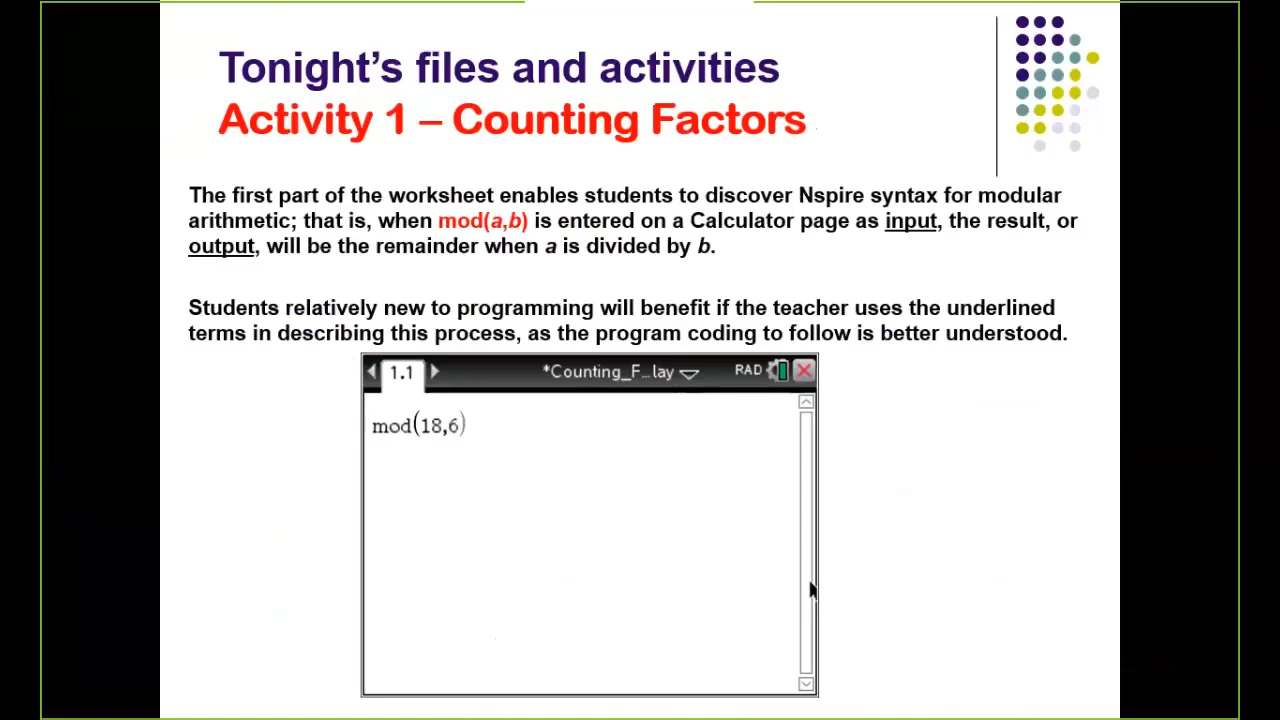 Tonight's files and activities
Activity 1 – Counting Factors
The first part of the worksheet enables students to discover Nspire syntax for modular
arithmetic; that is, when mod(a,b) is entered on a Calculator page as input, the result, or
output, will be the remainder when a is divided by b.
Students relatively new to programming will benefit if the teacher uses the underlined
terms in describing this process, as the program coding to follow is better understood.
1.1 *Counting_F...lay RAD
mod(18,6)